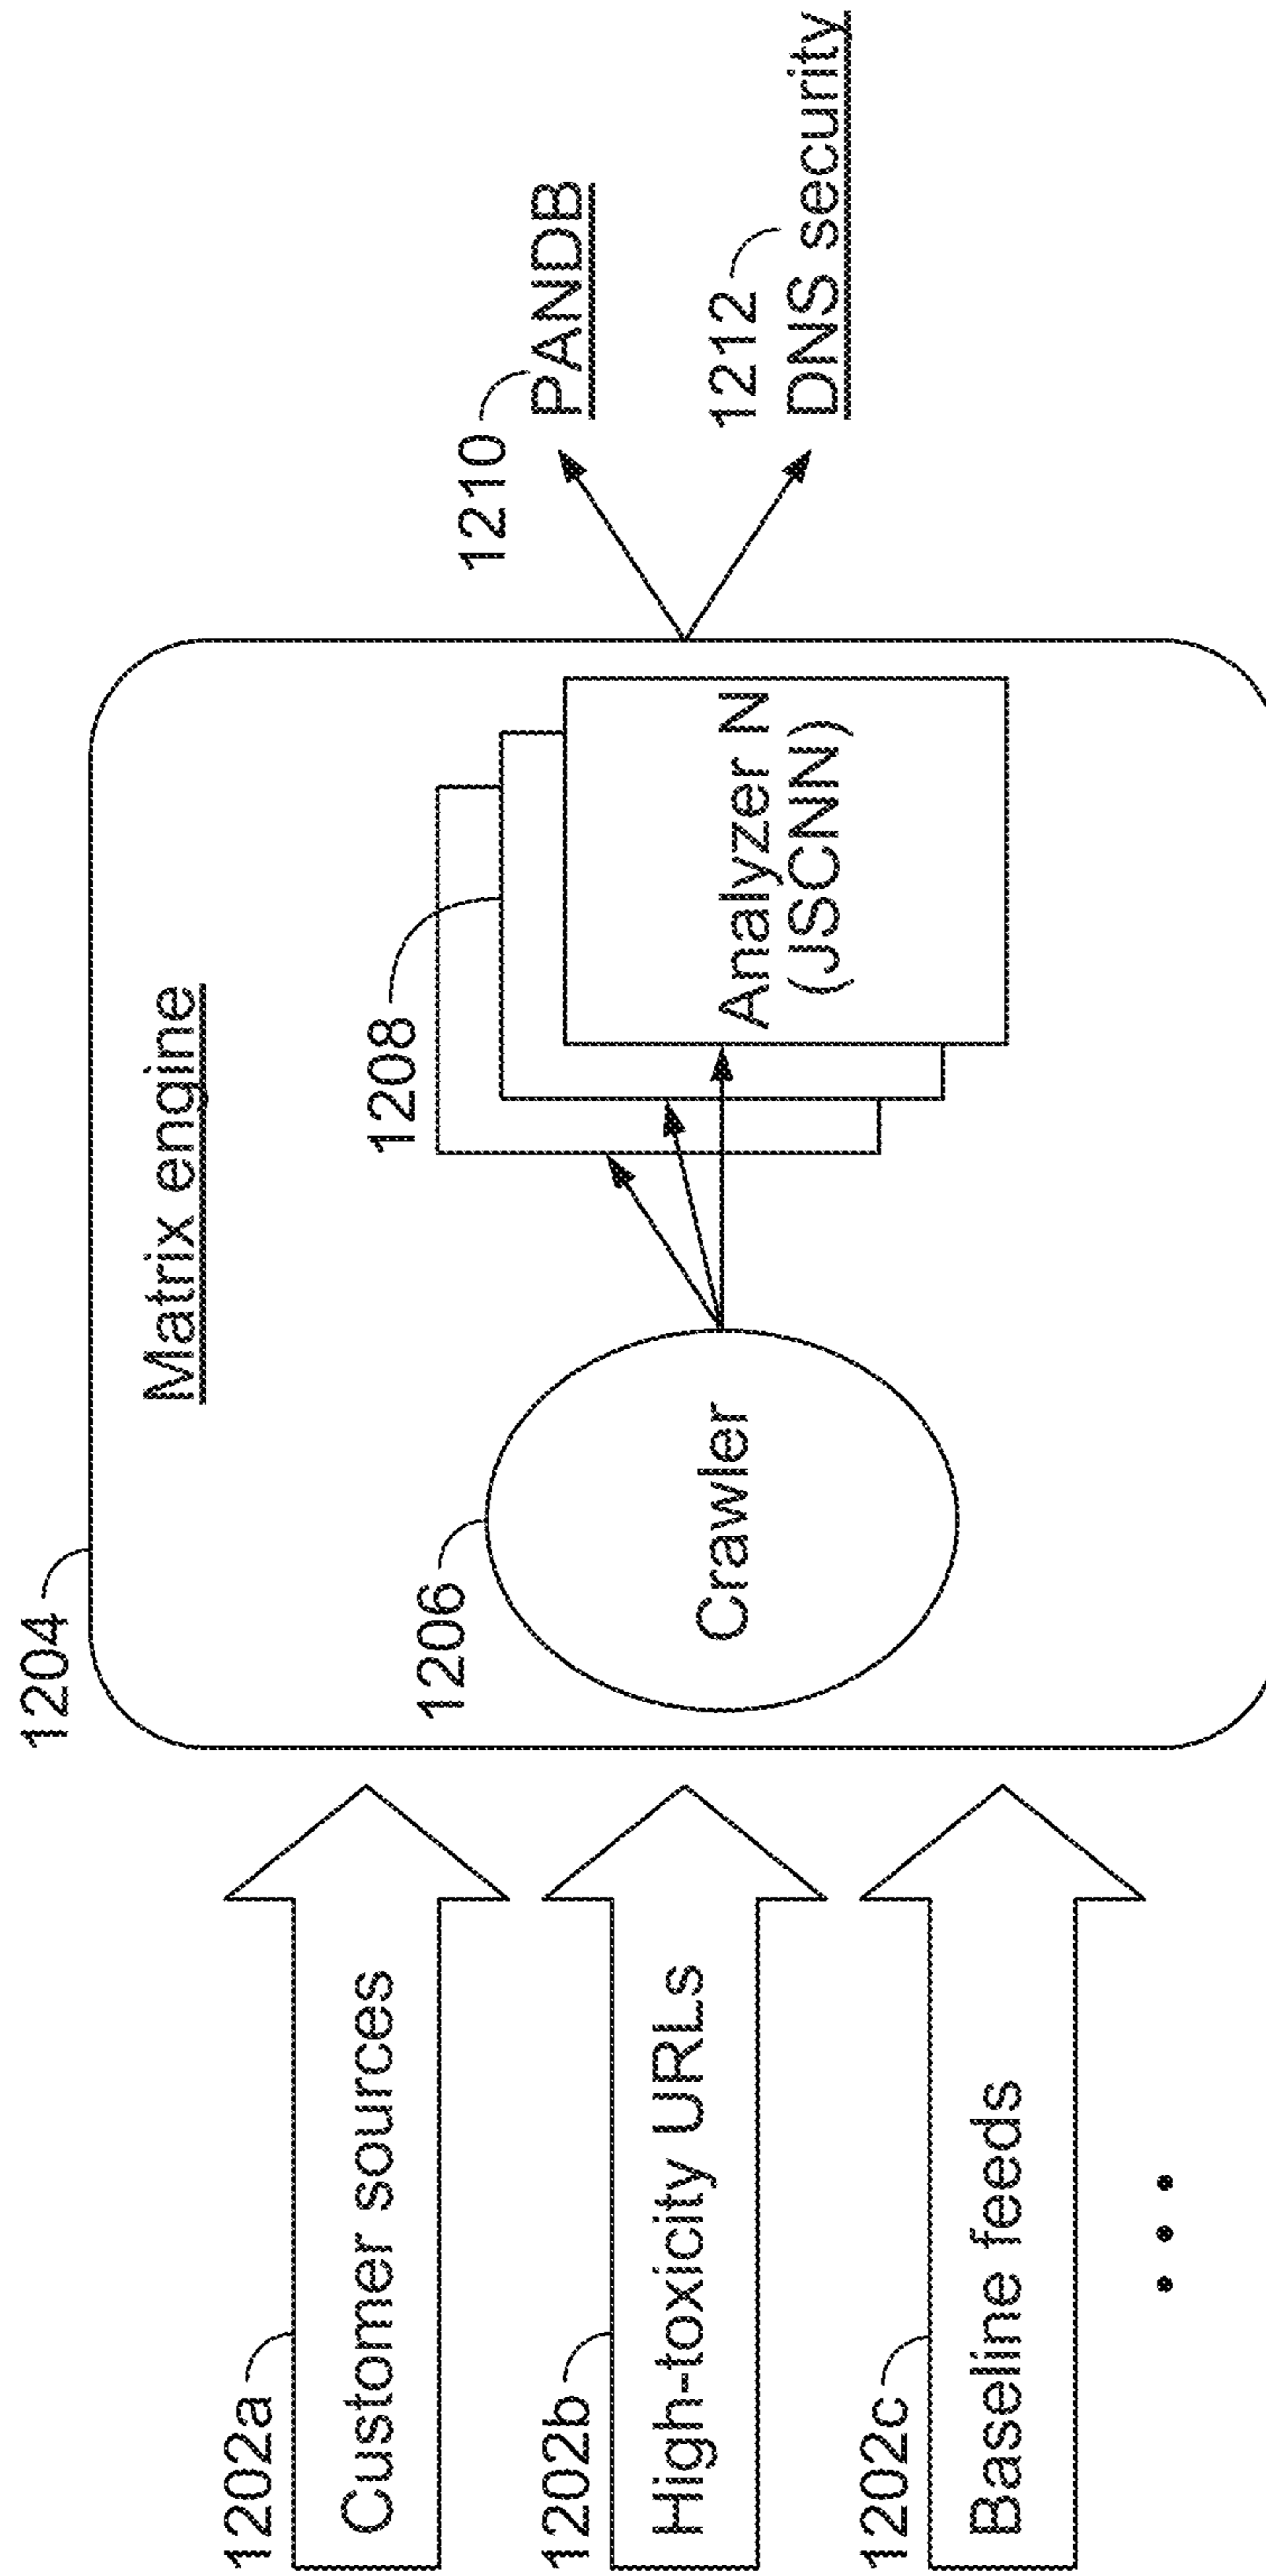 1202a
Customer sources
1202b
High-toxicity URLs
1202c
Baseline feeds
1204
Matrix engine
1206
Crawler
1208
Analyzer N
(JSCNN)
1210
PANDB
1212
DNS security